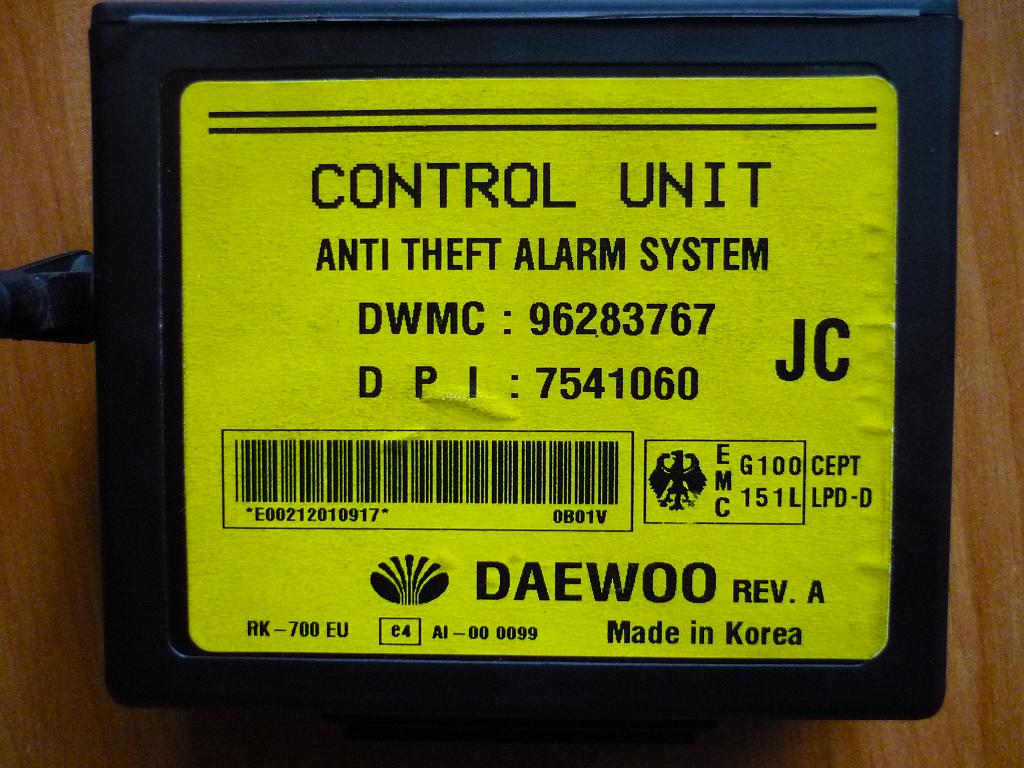 CONTROL UNIT
ANTI THEFT ALARM SYSTEM
DWMC : 96283767
D P I : 7541060
JC
*E00212010917* 0B01V
EMC
G100
151L
CEPT
LPD-D
DAEWOO REV. A
RK-700 EU e4 AI-00 0099 Made in Korea